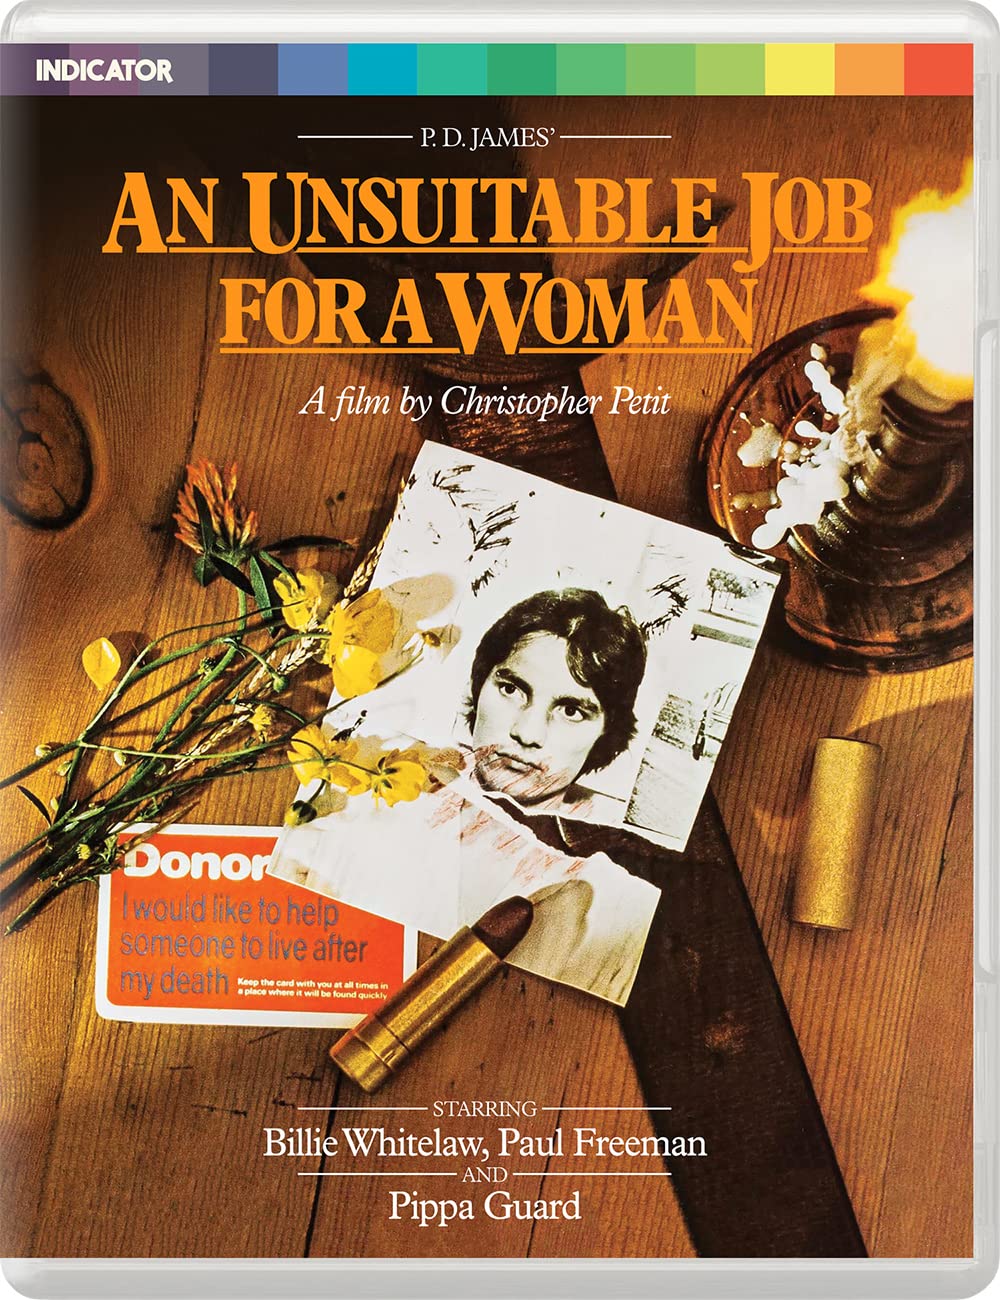 INDICATOR
P. D. JAMES’
AN UNSUITABLE JOB
FOR A WOMAN
A film by Christopher Petit
Donor
I would like to help
someone to live after
my death
Keep the card with you at all times in
a place where it will be found quickly
STARRING
Billie Whitelaw, Paul Freeman
AND
Pippa Guard